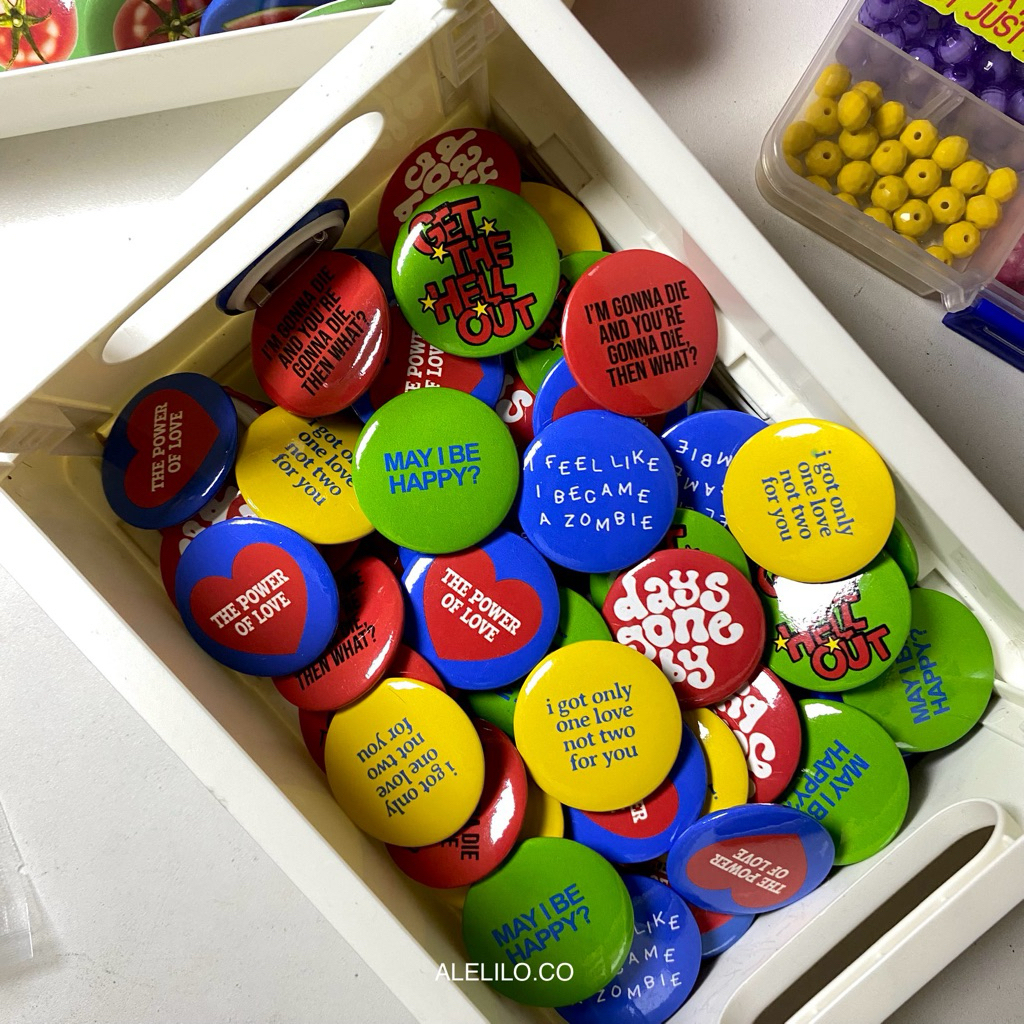 JUST
GET
THE
HELL
OUT
I'M GONNA DIE
AND YOU'RE
GONNA DIE,
THEN WHAT?
I'M GONNA DIE
AND YOU'RE
GONNA DIE
THEN WHAT?
THE POWER
OF LOVE
i got only
one love
not two
for you
MAY I BE
HAPPY?
I FEEL LIKE
I BECAME
A ZOMBIE
i got only
one love
not two
for you
THE POWER
OF LOVE
THEN WHAT?
THE POWER
OF LOVE
days
gone
by
HELL
OUT
MAY I BE
HAPPY?
i got only
one love
not two
for you
i got only
one love
not two
for you
MAY I BE
HAPPY?
DIE
THE POWER
OF LOVE
MAY I BE
HAPPY?
LIKE
AME
ZOMBIE
ALELILO.CO